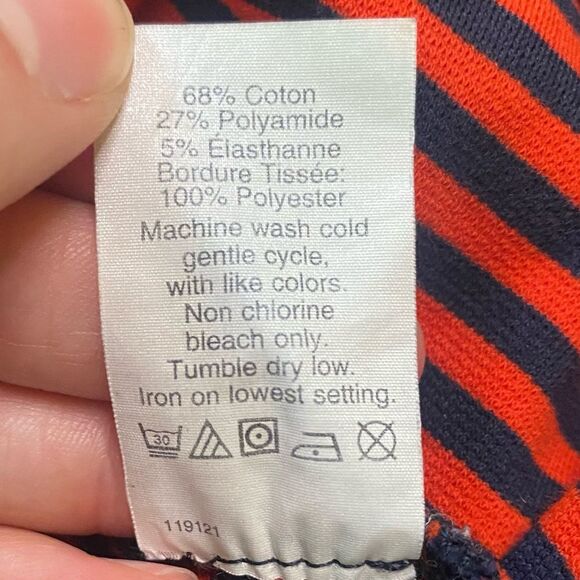 68% Coton
27% Polyamide
5% Élasthanne
Bordure Tissée:
100% Polyester
Machine wash cold
gentle cycle,
with like colors.
Non chlorine
bleach only.
Tumble dry low.
Iron on lowest setting.
30
119121